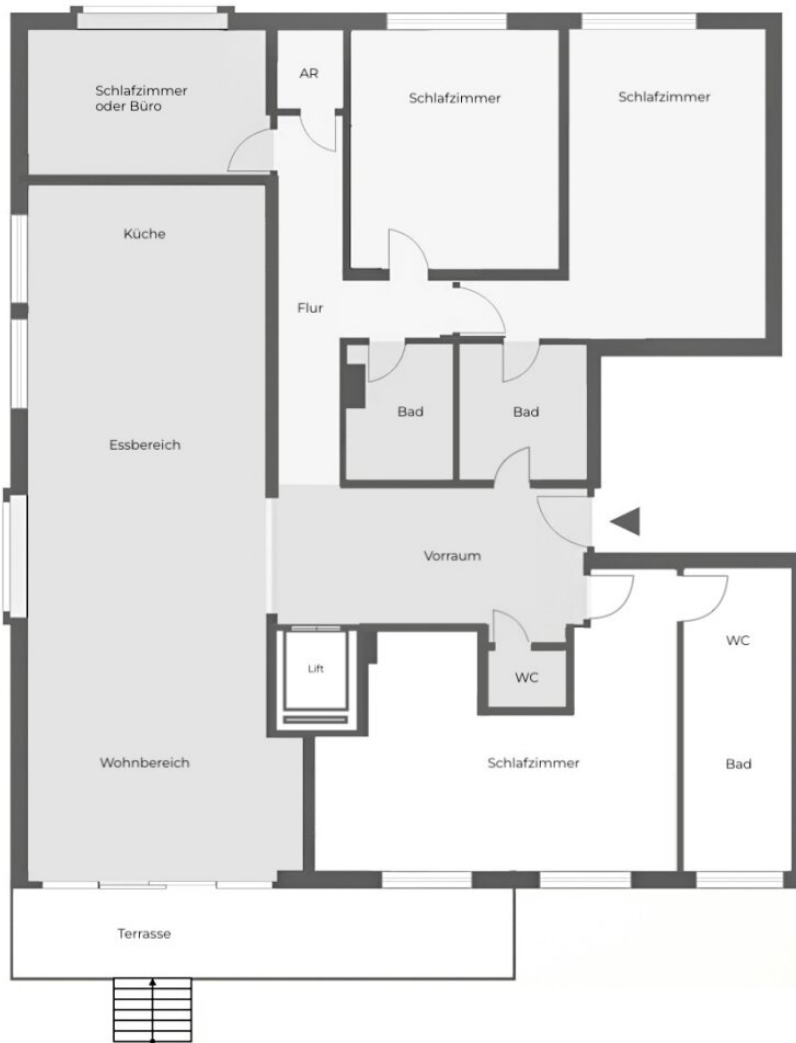 Schlafzimmer
oder Büro
AR
Schlafzimmer
Schlafzimmer
Küche
Flur
Bad
Bad
Essbereich
Vorraum
WC
Lift
WC
Wohnbereich
Schlafzimmer
Bad
Terrasse